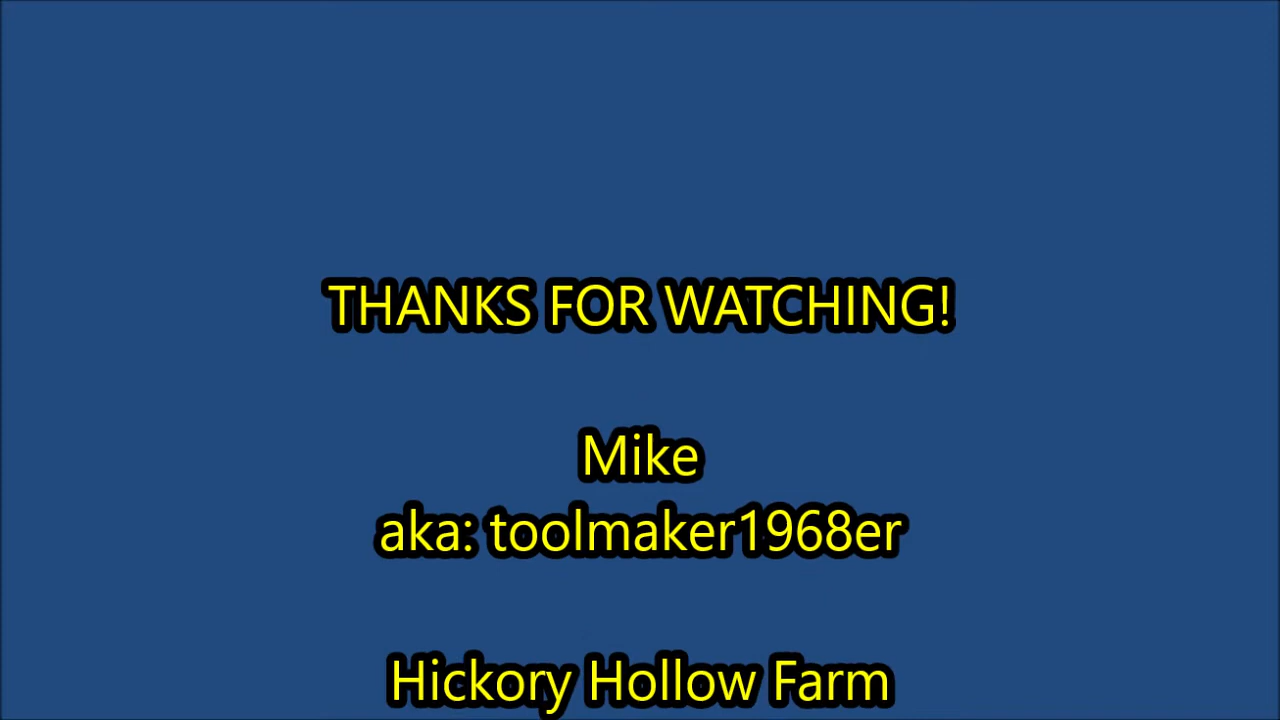 THANKS FOR WATCHING!
Mike
aka: toolmaker1968er
Hickory Hollow Farm